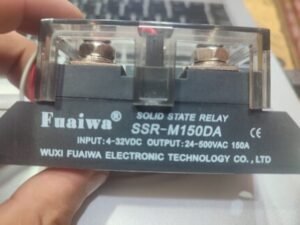 Fuaiwa®
SOLID STATE RELAY
SSR-M150DA
CE
INPUT:4-32VDC OUTPUT:24-500VAC 150A
WUXI FUAIWA ELECTRONIC TECHNOLOGY CO., LTD